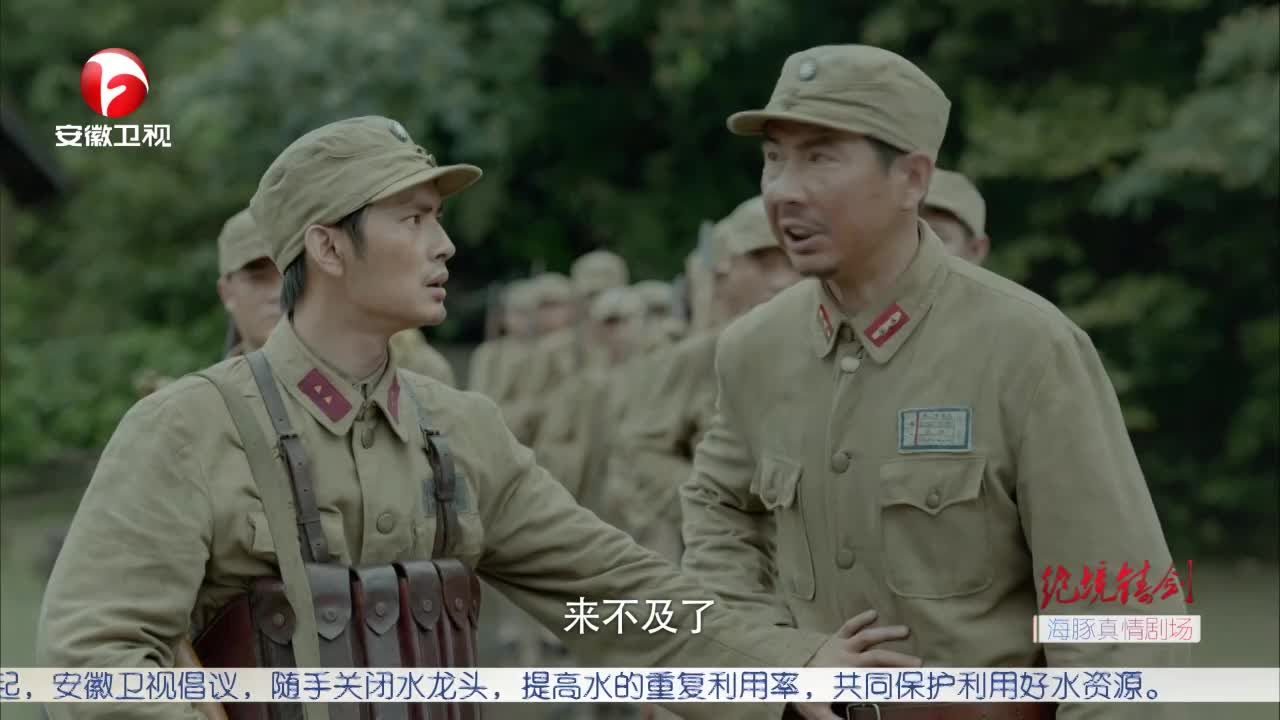 安徽卫视
来不及了
绝境铸剑
海豚真情剧场
起，安徽卫视倡议，随手关闭水龙头，提高水的重复利用率，共同保护利用好水资源。